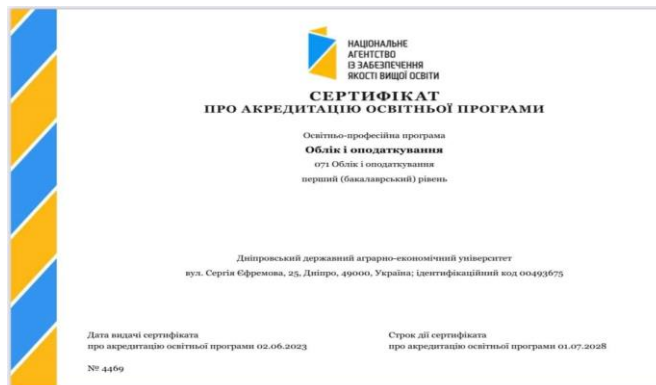 НАЦІОНАЛЬНЕ
АГЕНТСТВО
ІЗ ЗАБЕЗПЕЧЕННЯ
ЯКОСТІ ВИЩОЇ ОСВІТИ
СЕРТИФІКАТ
ПРО АКРЕДИТАЦІЮ ОСВІТНЬОЇ ПРОГРАМИ
Освітньо-професійна програма
Облік і оподаткування
071 Облік і оподаткування
перший (бакалаврський) рівень
Дніпровський державний аграрно-економічний університет
вул. Сергія Єфремова, 25, Дніпро, 49000, Україна; ідентифікаційний код 00493675
Дата видачі сертифіката
про акредитацію освітньої програми 02.06.2023
Строк дії сертифіката
про акредитацію освітньої програми 01.07.2028
№ 4469